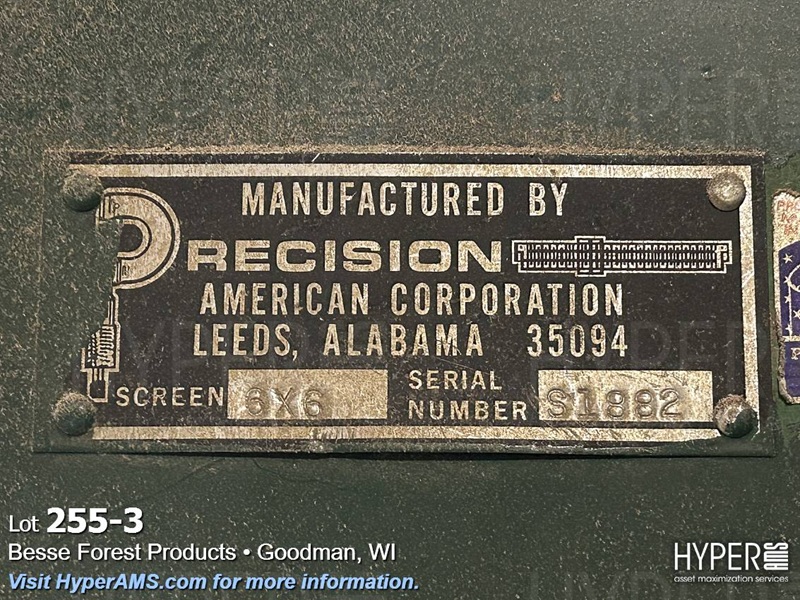 MANUFACTURED BY
PRECISION
AMERICAN CORPORATION
LEEDS, ALABAMA 35094
SCREEN 6X6 SERIAL NUMBER S1882
Lot 255-3
Besse Forest Products • Goodman, WI
Visit HyperAMS.com for more information.
HYPER AMS
asset maximization services